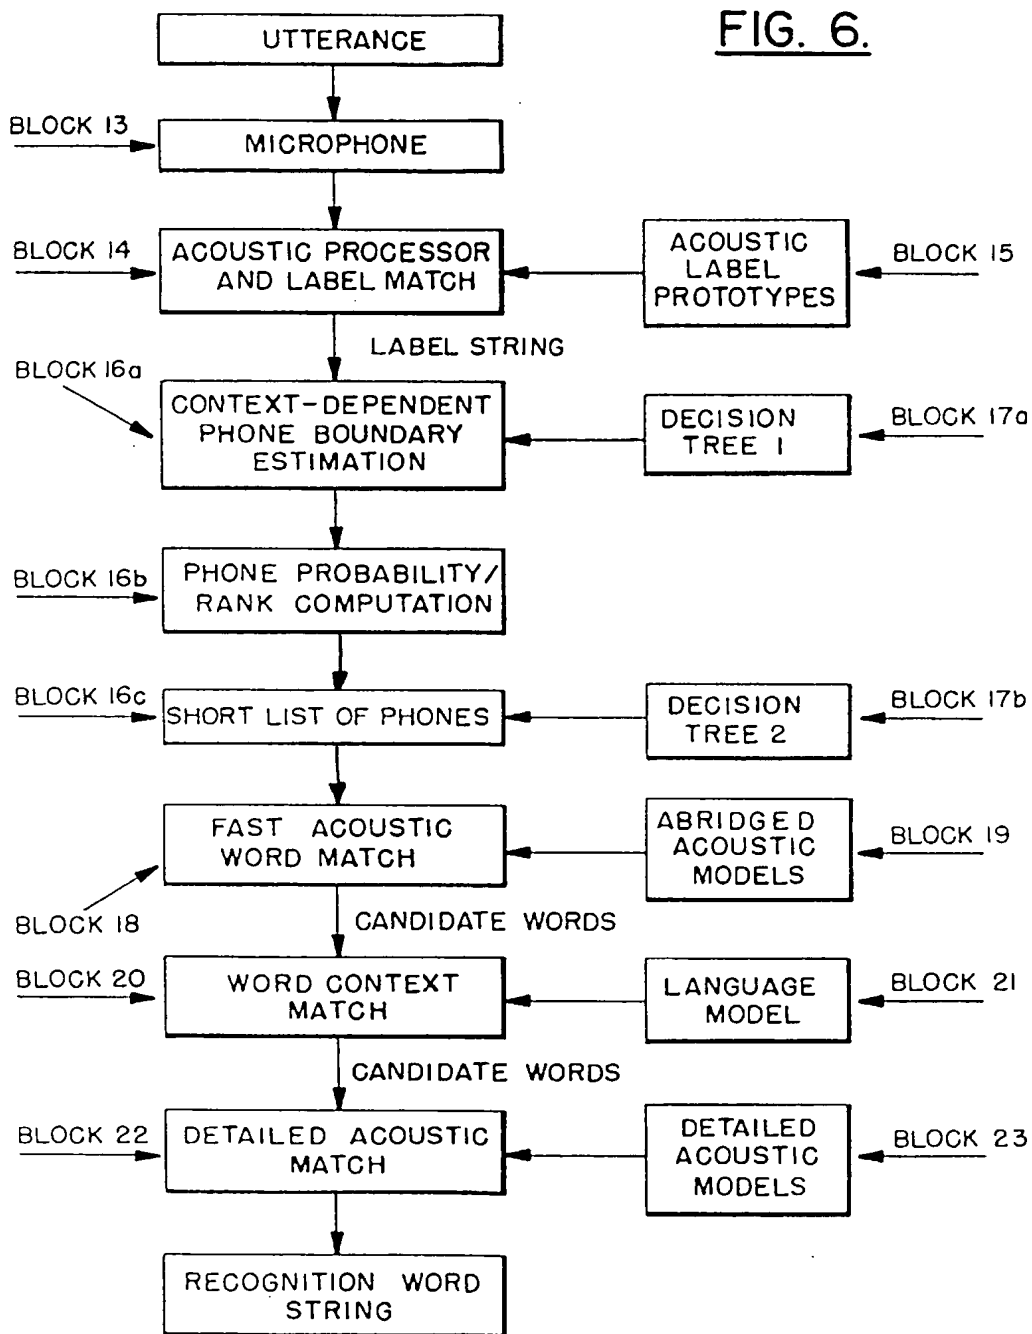 FIG. 6.
UTTERANCE
BLOCK 13
MICROPHONE
BLOCK 14
ACOUSTIC PROCESSOR
AND LABEL MATCH
ACOUSTIC
LABEL
PROTOTYPES
BLOCK 15
LABEL STRING
BLOCK 16a
CONTEXT-DEPENDENT
PHONE BOUNDARY
ESTIMATION
DECISION
TREE 1
BLOCK 17a
BLOCK 16b
PHONE PROBABILITY/
RANK COMPUTATION
BLOCK 16c
SHORT LIST OF PHONES
DECISION
TREE 2
BLOCK 17b
FAST ACOUSTIC
WORD MATCH
ABRIDGED
ACOUSTIC
MODELS
BLOCK 19
BLOCK 18
CANDIDATE WORDS
BLOCK 20
WORD CONTEXT
MATCH
LANGUAGE
MODEL
BLOCK 21
CANDIDATE WORDS
BLOCK 22
DETAILED ACOUSTIC
MATCH
DETAILED
ACOUSTIC
MODELS
BLOCK 23
RECOGNITION WORD
STRING